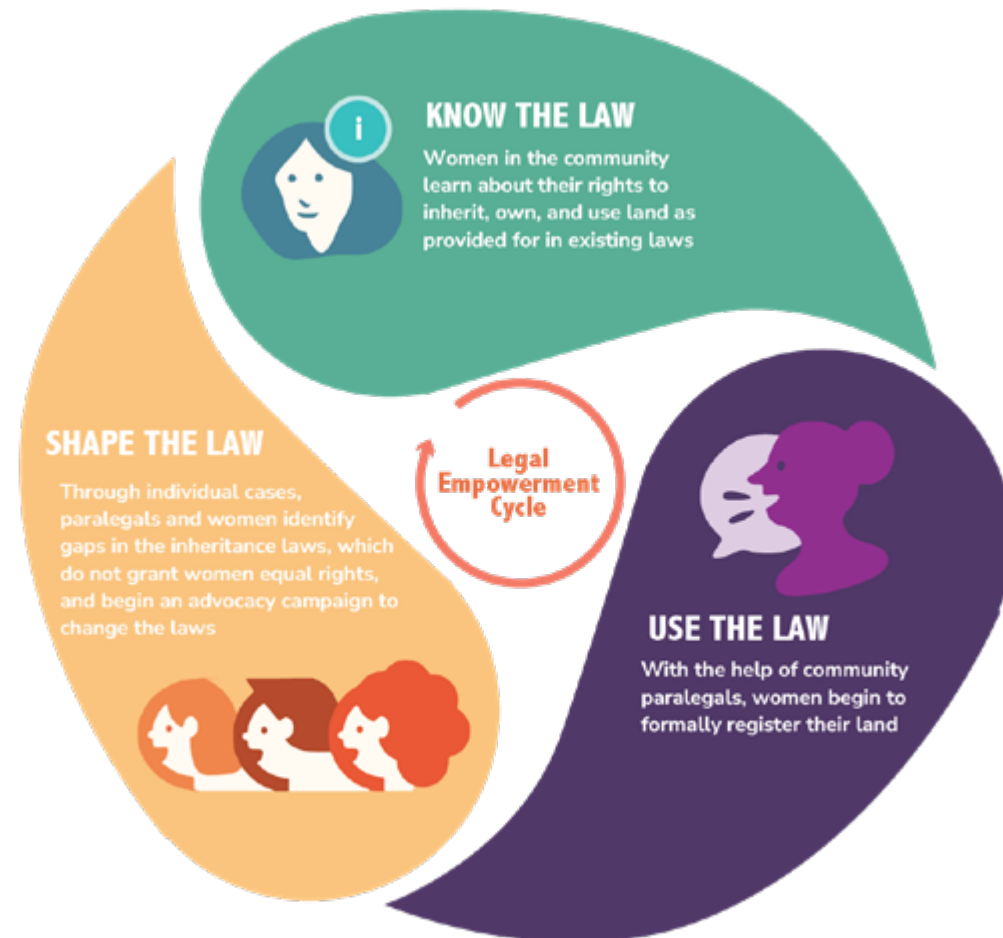 KNOW THE LAW
Women in the community
learn about their rights to
inherit, own, and use land as
provided for in existing laws
i
USE THE LAW
With the help of community
paralegals, women begin to
formally register their land
SHAPE THE LAW
Through individual cases,
paralegals and women identify
gaps in the inheritance laws, which
do not grant women equal rights,
and begin an advocacy campaign to
change the laws
Legal
Empowerment
Cycle